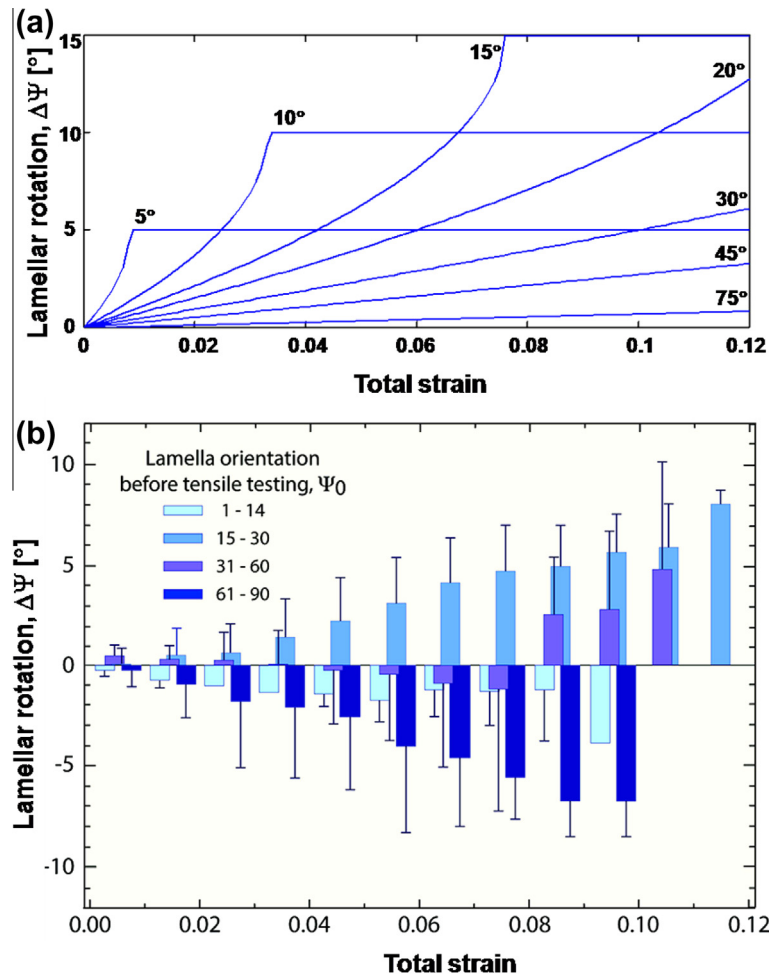 (a)
Lamellar rotation, ΔΨ [°]
15
10
5
0
5°
10°
15°
20°
30°
45°
75°
0
0.02
0.04
0.06
0.08
0.1
0.12
Total strain
(b)
Lamellar rotation, ΔΨ [°]
10
5
0
-5
-10
Lamella orientation
before tensile testing, Ψ0
1 - 14
15 - 30
31 - 60
61 - 90
0.00
0.02
0.04
0.06
0.08
0.10
0.12
Total strain